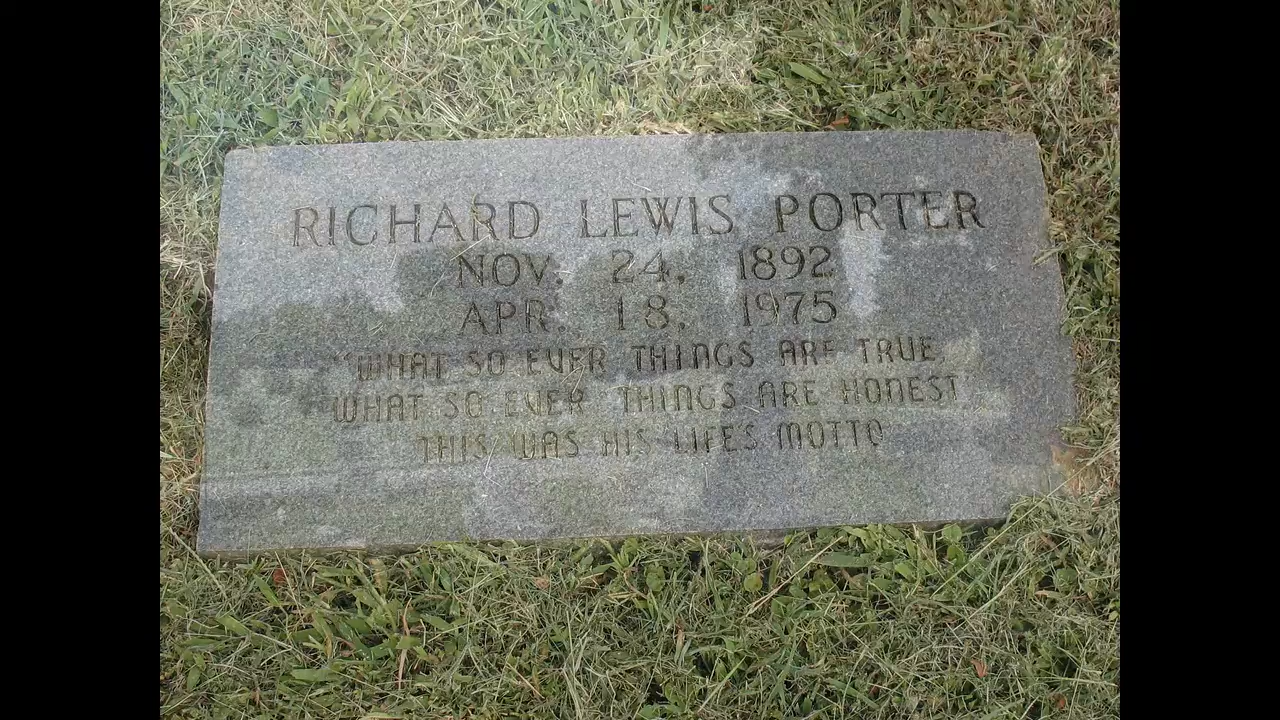 RICHARD LEWIS PORTER
NOV. 24, 1892
APR. 18, 1975
"WHAT SO EVER THINGS ARE TRUE
WHAT SO EVER THINGS ARE HONEST"
THIS WAS HIS LIFE'S MOTTO